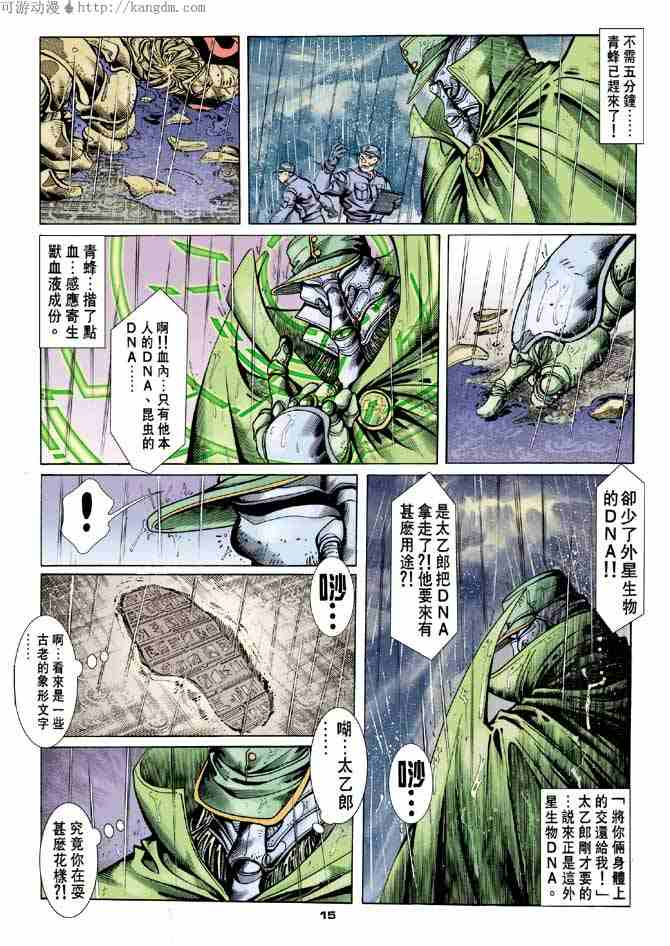 可游动漫 http://kangdm.com/
不需五分鐘……
青蜂已趕來了！
青蜂…揩了點
血…感應寄生
獸血液成份。
啊!!血內…只有他本
人的DNA、昆虫的
DNA……
卻少了外星生物
的DNA!!
是太乙郎把DNA
拿走了?!他要來有
甚麽用途?!
！
啊…看來是一些
古老的象形文字
…
吵
唿…太乙郎
…
究竟你在耍
甚麽花樣?!
吵
「將你倆身體上
的交還給我！」
太乙郎剛才要的
…說來正是這外
星生物DNA。
15